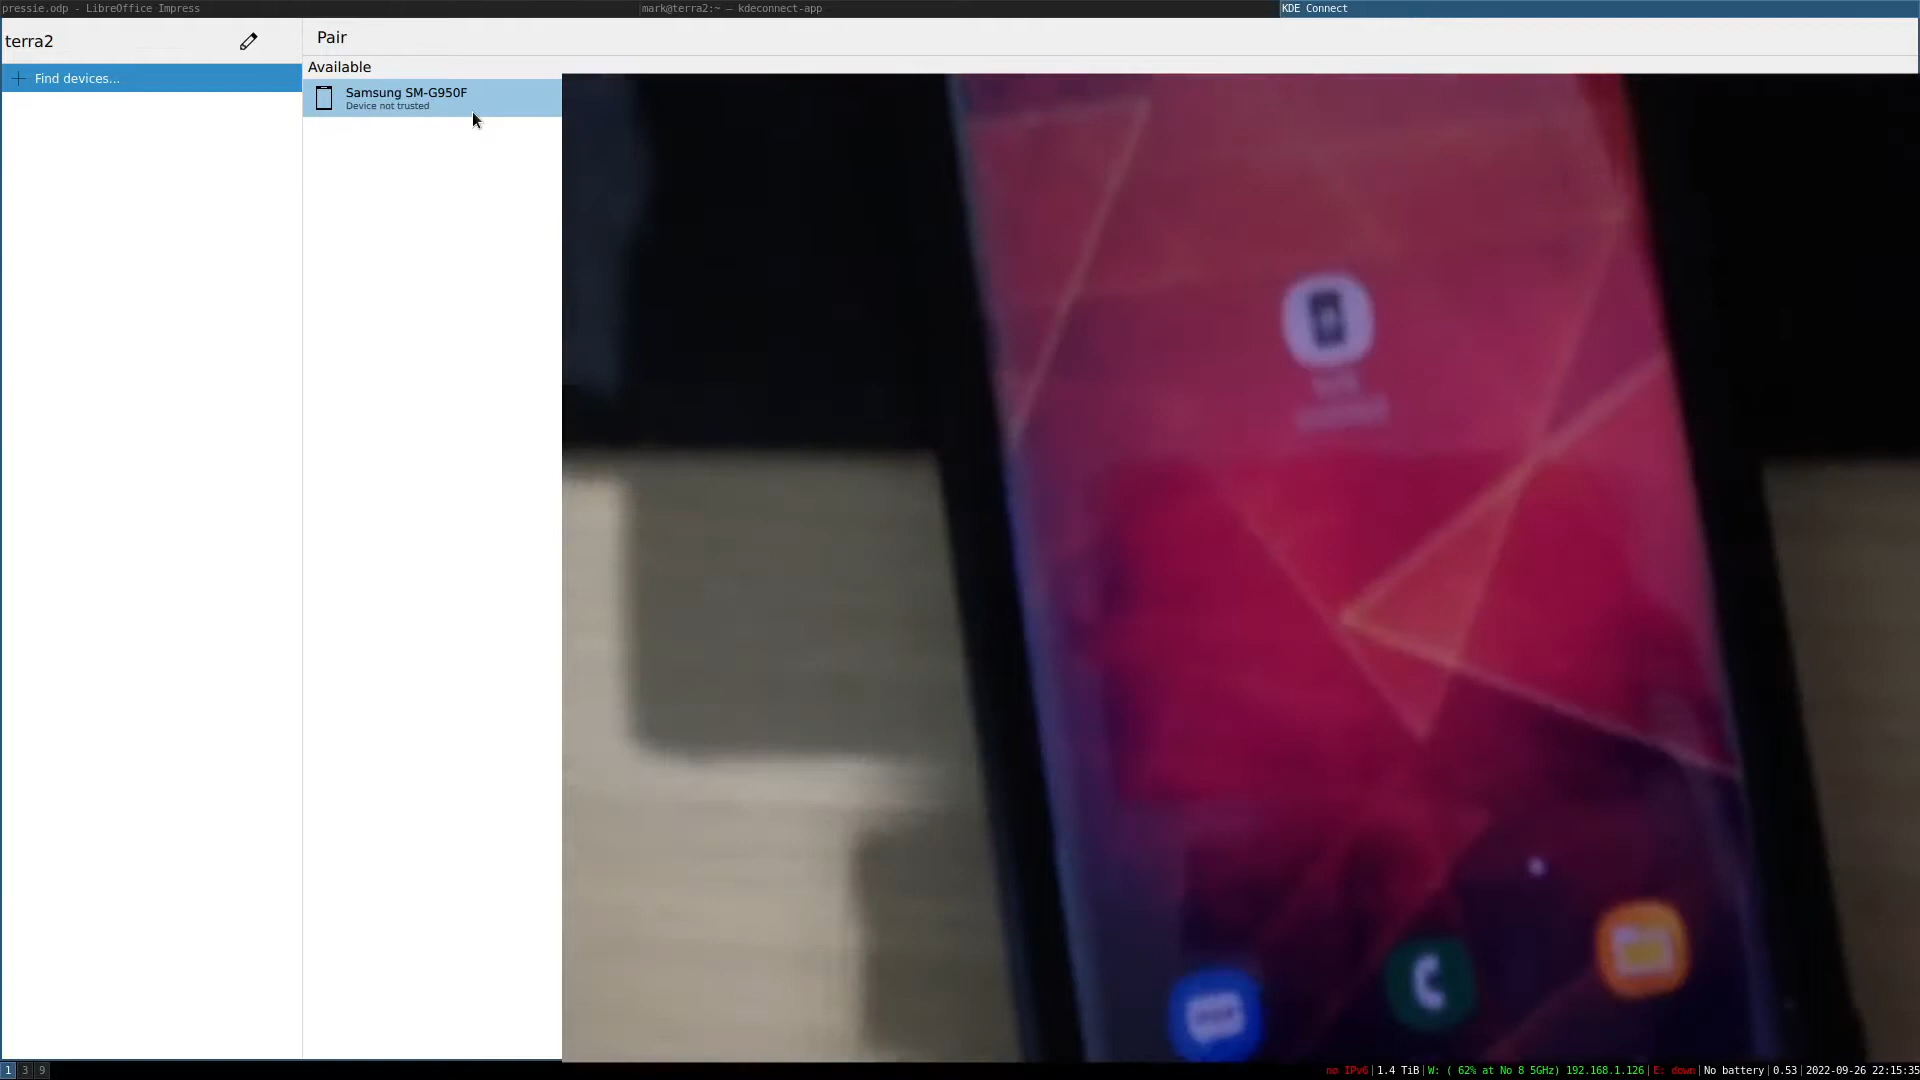 pressie.odp - LibreOffice Impress
mark@terra2:~ — kdeconnect-app
KDE Connect
terra2
Pair
Find devices...
Available
Samsung SM-G950F
Device not trusted
1 3 9
no IPv6|1.4 TiB|W: ( 62% at No 8 5GHz) 192.168.1.126|E: down|No battery|0.53|2022-09-26 22:15:35